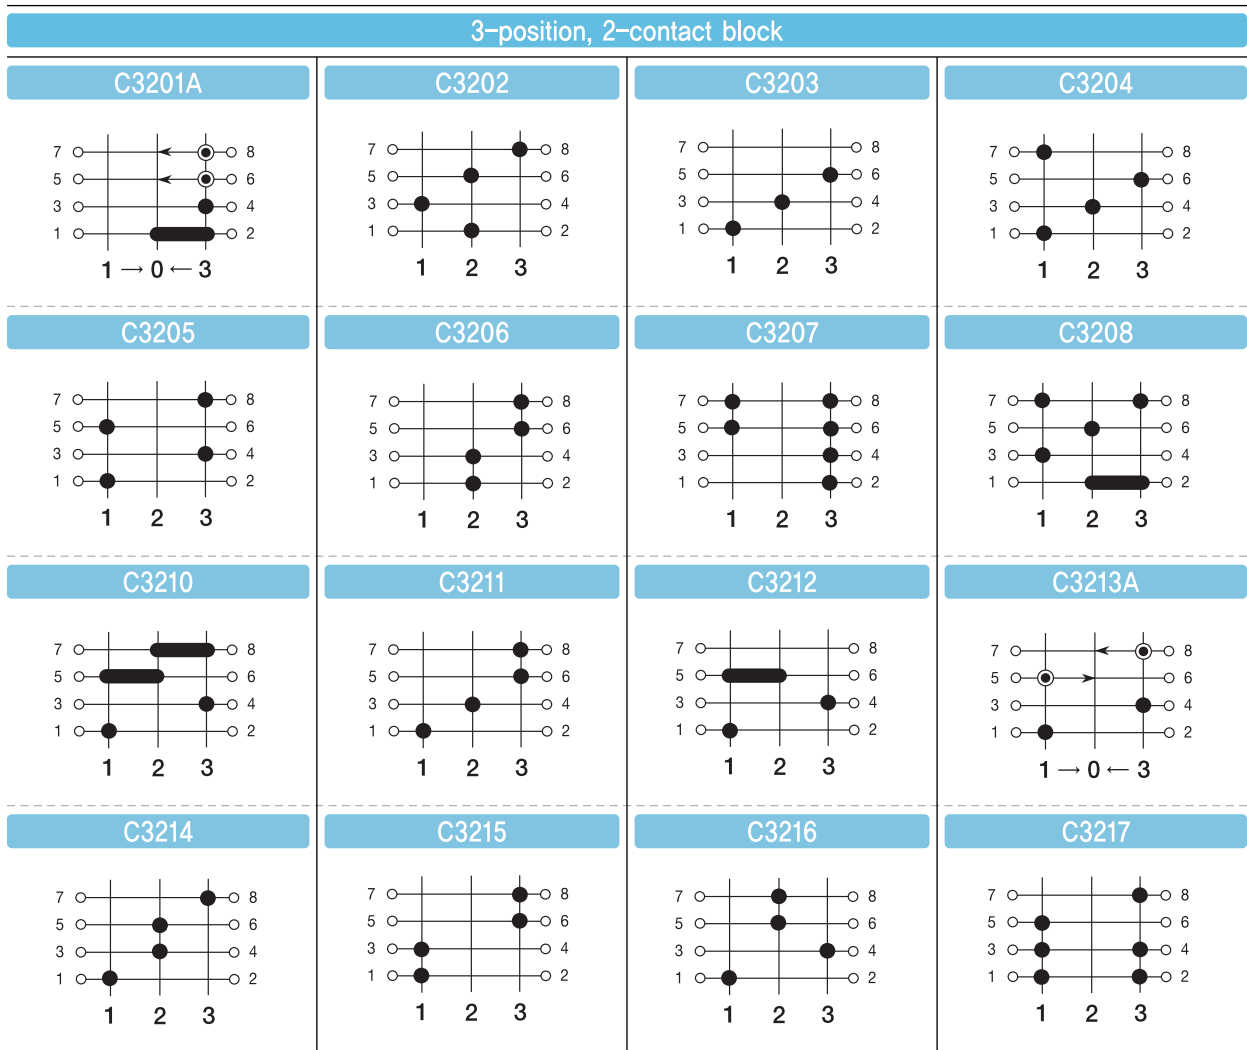 3-position, 2-contact block
C3201A C3202 C3203 C3204
7 8 7 8 7 8 7 8
5 6 5 6 5 6 5 6
3 4 3 4 3 4 3 4
1 2 1 2 1 2 1 2
1 → 0 ← 3 1 2 3 1 2 3 1 2 3
C3205 C3206 C3207 C3208
7 8 7 8 7 8 7 8
5 6 5 6 5 6 5 6
3 4 3 4 3 4 3 4
1 2 1 2 1 2 1 2
1 2 3 1 2 3 1 2 3 1 2 3
C3210 C3211 C3212 C3213A
7 8 7 8 7 8 7 8
5 6 5 6 5 6 5 6
3 4 3 4 3 4 3 4
1 2 1 2 1 2 1 2
1 2 3 1 2 3 1 2 3 1 → 0 ← 3
C3214 C3215 C3216 C3217
7 8 7 8 7 8 7 8
5 6 5 6 5 6 5 6
3 4 3 4 3 4 3 4
1 2 1 2 1 2 1 2
1 2 3 1 2 3 1 2 3 1 2 3